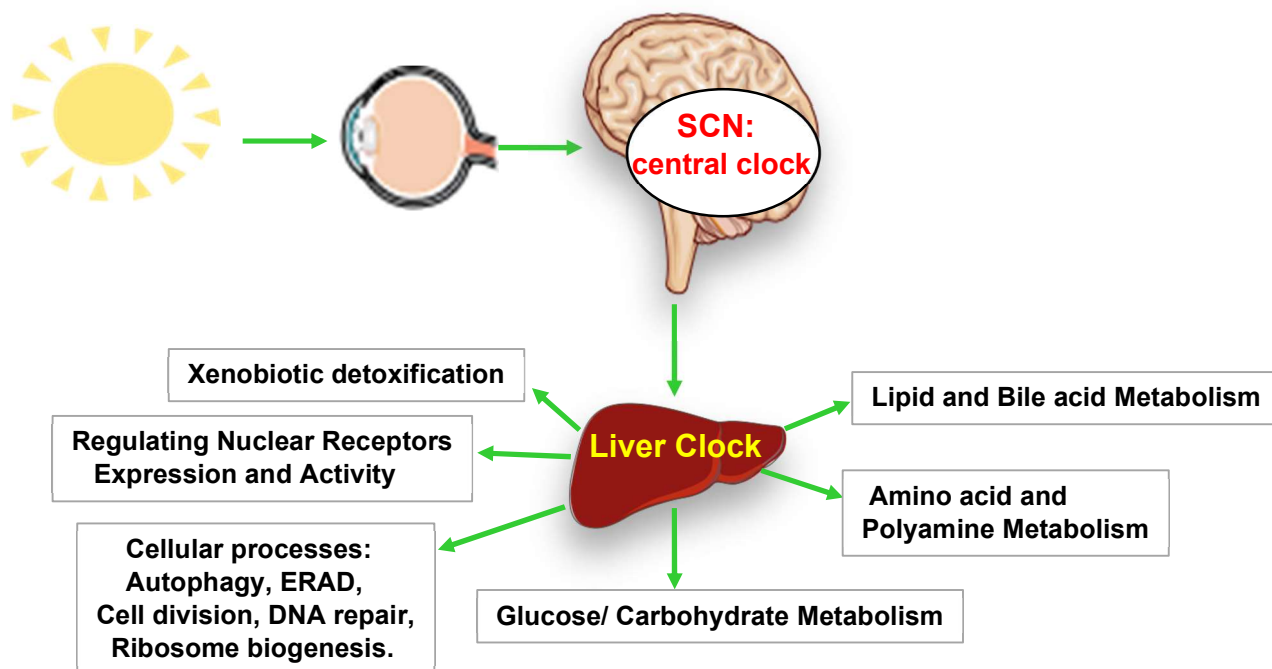 SCN:
central clock
Xenobiotic detoxification
Lipid and Bile acid Metabolism
Liver Clock
Regulating Nuclear Receptors
Expression and Activity
Amino acid and
Polyamine Metabolism
Cellular processes:
Autophagy, ERAD,
Cell division, DNA repair,
Ribosome biogenesis.
Glucose/ Carbohydrate Metabolism